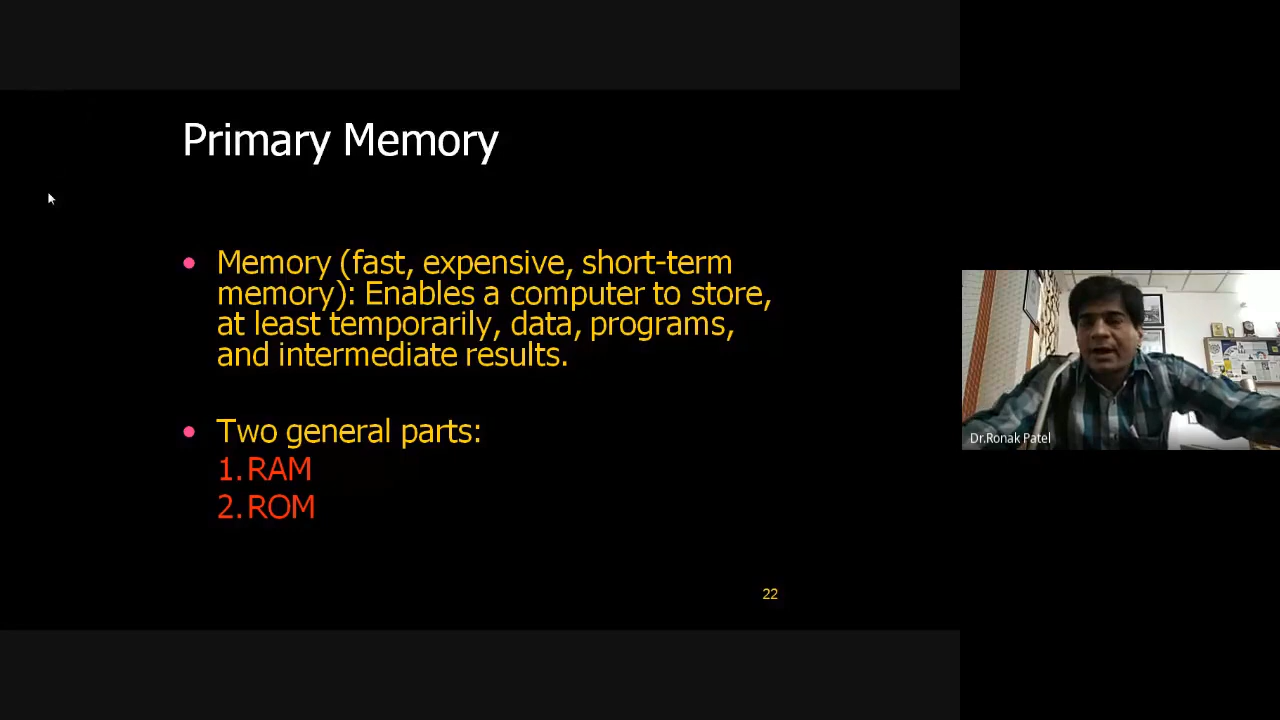 Primary Memory
• Memory (fast, expensive, short-term
memory): Enables a computer to store,
at least temporarily, data, programs,
and intermediate results.
• Two general parts:
1. RAM
2. ROM
22
Dr.Ronak Patel